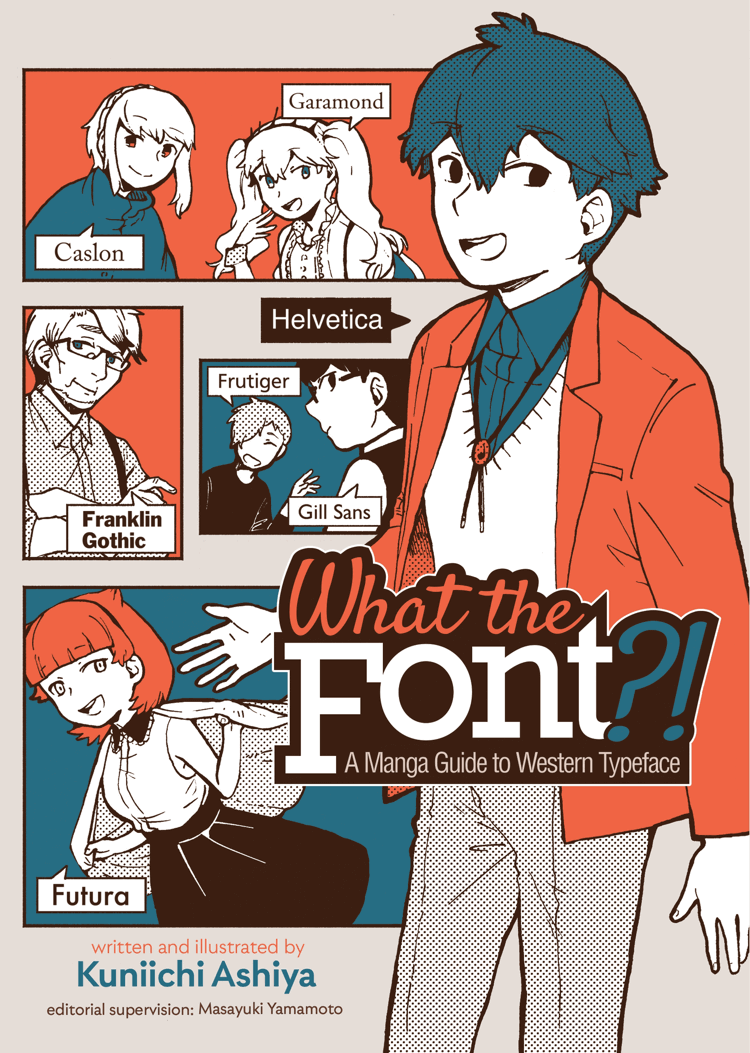 Garamond
Caslon
Helvetica
Frutiger
Gill Sans
Franklin
Gothic
What the
Font?!
A Manga Guide to Western Typeface
Futura
written and illustrated by
Kuniichi Ashiya
editorial supervision: Masayuki Yamamoto